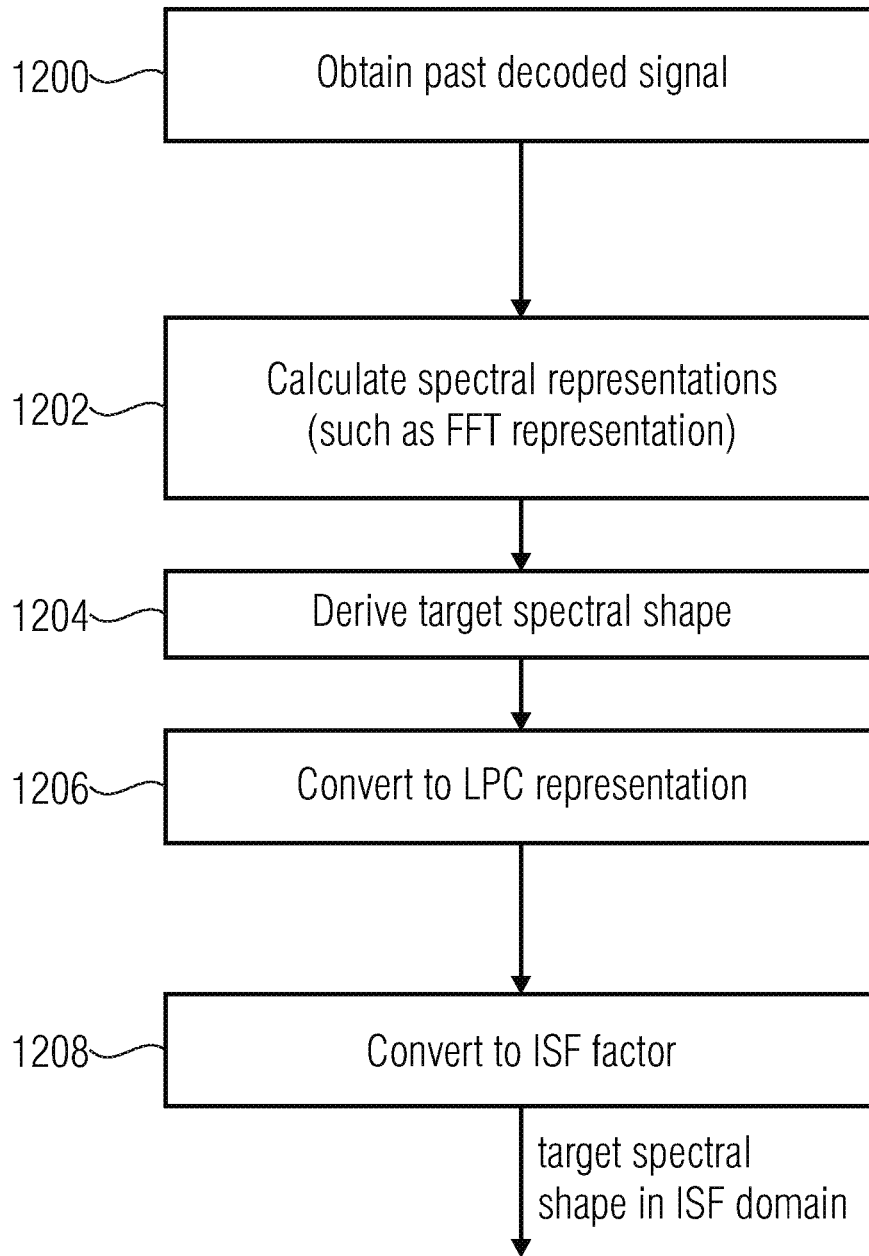 1200
Obtain past decoded signal
1202
Calculate spectral representations
(such as FFT representation)
1204
Derive target spectral shape
1206
Convert to LPC representation
1208
Convert to ISF factor
target spectral
shape in ISF domain